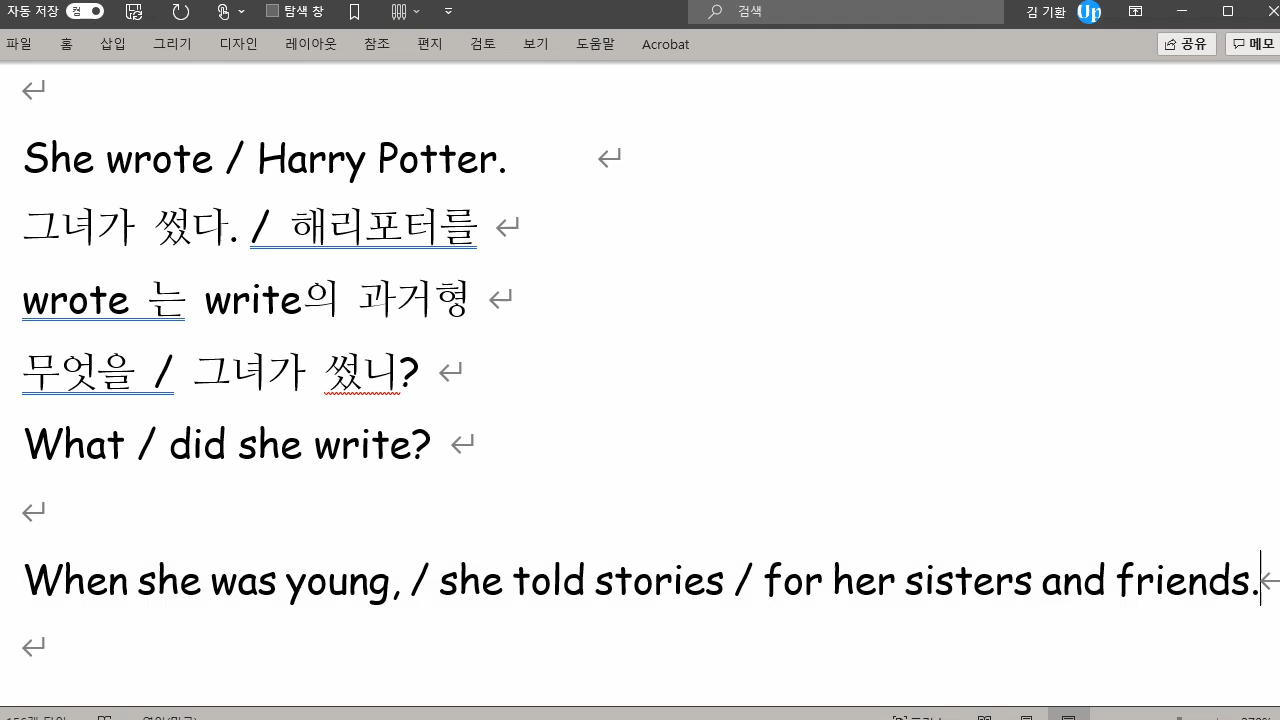 자동 저장 컴 탐색 창 검색 김 기환 Up
파일 홈 삽입 그리기 디자인 레이아웃 참조 편지 검토 보기 도움말 Acrobat 공유 메모
She wrote / Harry Potter.
그녀가 썼다. / 해리포터를
wrote 는 write의 과거형
무엇을 / 그녀가 썼니?
What / did she write?
When she was young, / she told stories / for her sisters and friends.